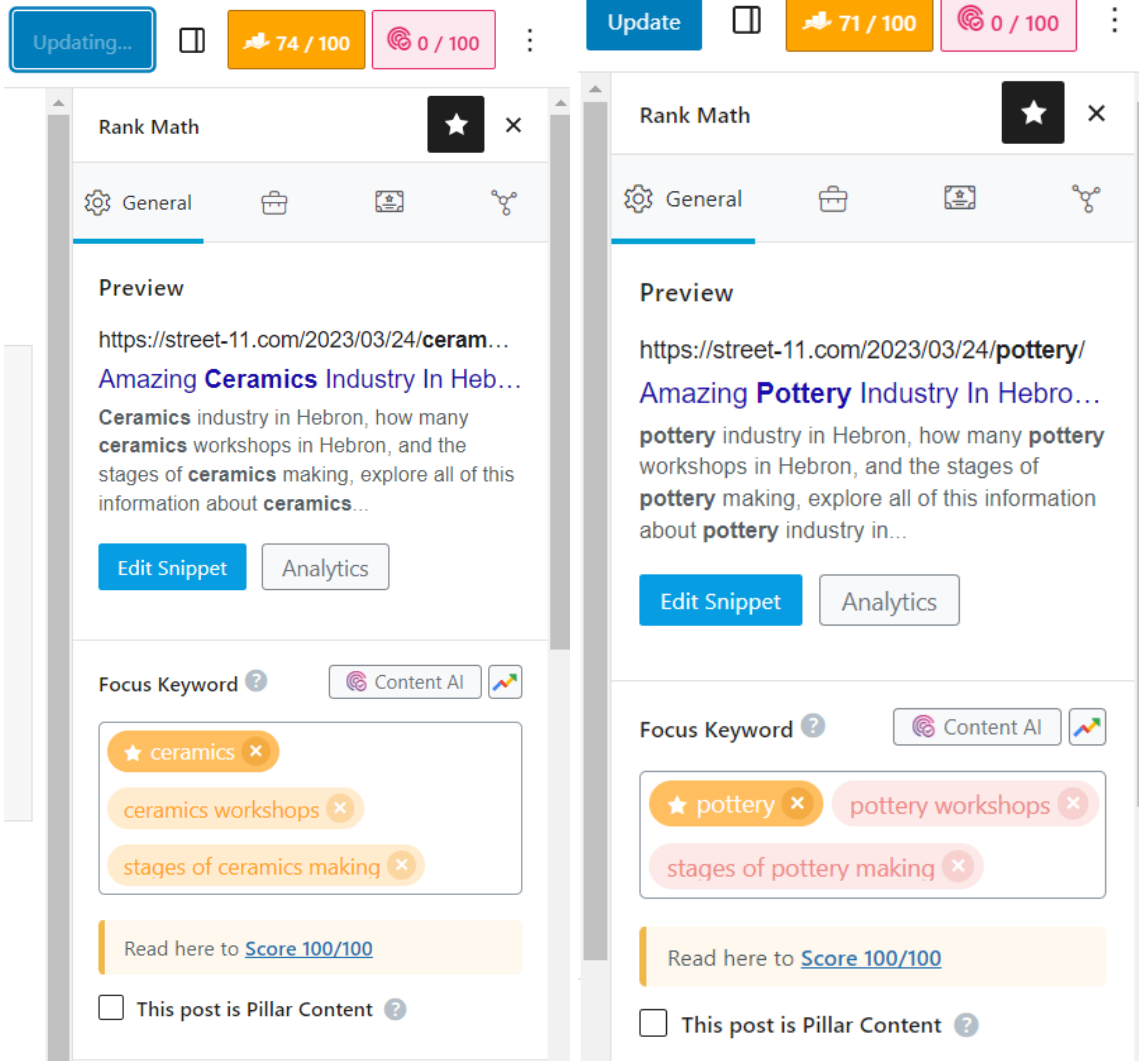 Updating...
74 / 100
0 / 100
Rank Math
General
Preview
https://street-11.com/2023/03/24/ceram...
Amazing Ceramics Industry In Heb...
Ceramics industry in Hebron, how many
ceramics workshops in Hebron, and the
stages of ceramics making, explore all of this
information about ceramics...
Edit Snippet
Analytics
Focus Keyword ?
Content AI
ceramics
ceramics workshops
stages of ceramics making
Read here to Score 100/100
This post is Pillar Content ?
Update
71 / 100
0 / 100
Rank Math
General
Preview
https://street-11.com/2023/03/24/pottery/
Amazing Pottery Industry In Hebro...
pottery industry in Hebron, how many pottery
workshops in Hebron, and the stages of
pottery making, explore all of this information
about pottery industry in...
Edit Snippet
Analytics
Focus Keyword ?
Content AI
pottery
pottery workshops
stages of pottery making
Read here to Score 100/100
This post is Pillar Content ?